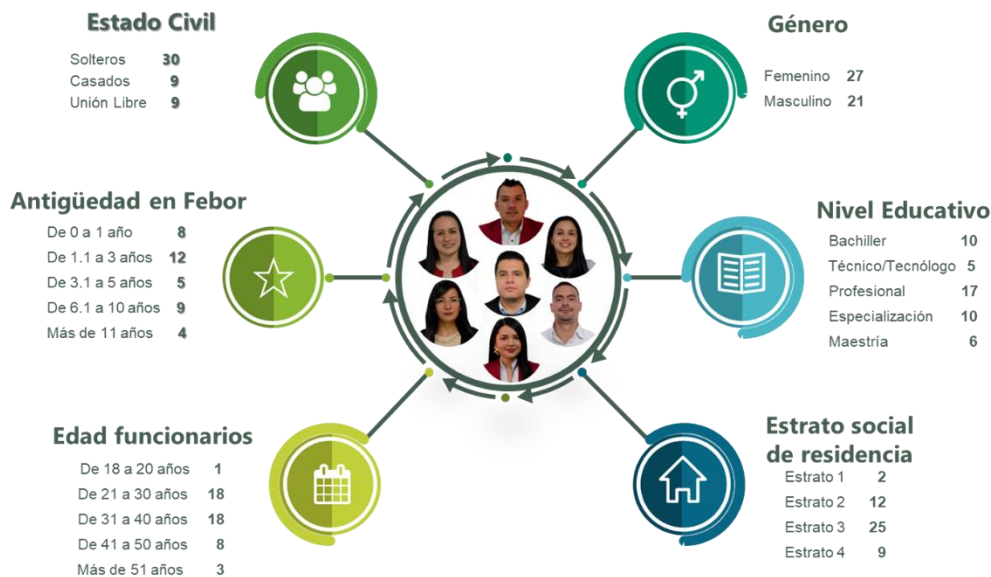 Estado Civil
Solteros 30
Casados 9
Unión Libre 9
Género
Femenino 27
Masculino 21
Antigüedad en Febor
De 0 a 1 año 8
De 1.1 a 3 años 12
De 3.1 a 5 años 5
De 6.1 a 10 años 9
Más de 11 años 4
Nivel Educativo
Bachiller 10
Técnico/Tecnólogo 5
Profesional 17
Especialización 10
Maestría 6
Edad funcionarios
De 18 a 20 años 1
De 21 a 30 años 18
De 31 a 40 años 18
De 41 a 50 años 8
Más de 51 años 3
Estrato social
de residencia
Estrato 1 2
Estrato 2 12
Estrato 3 25
Estrato 4 9